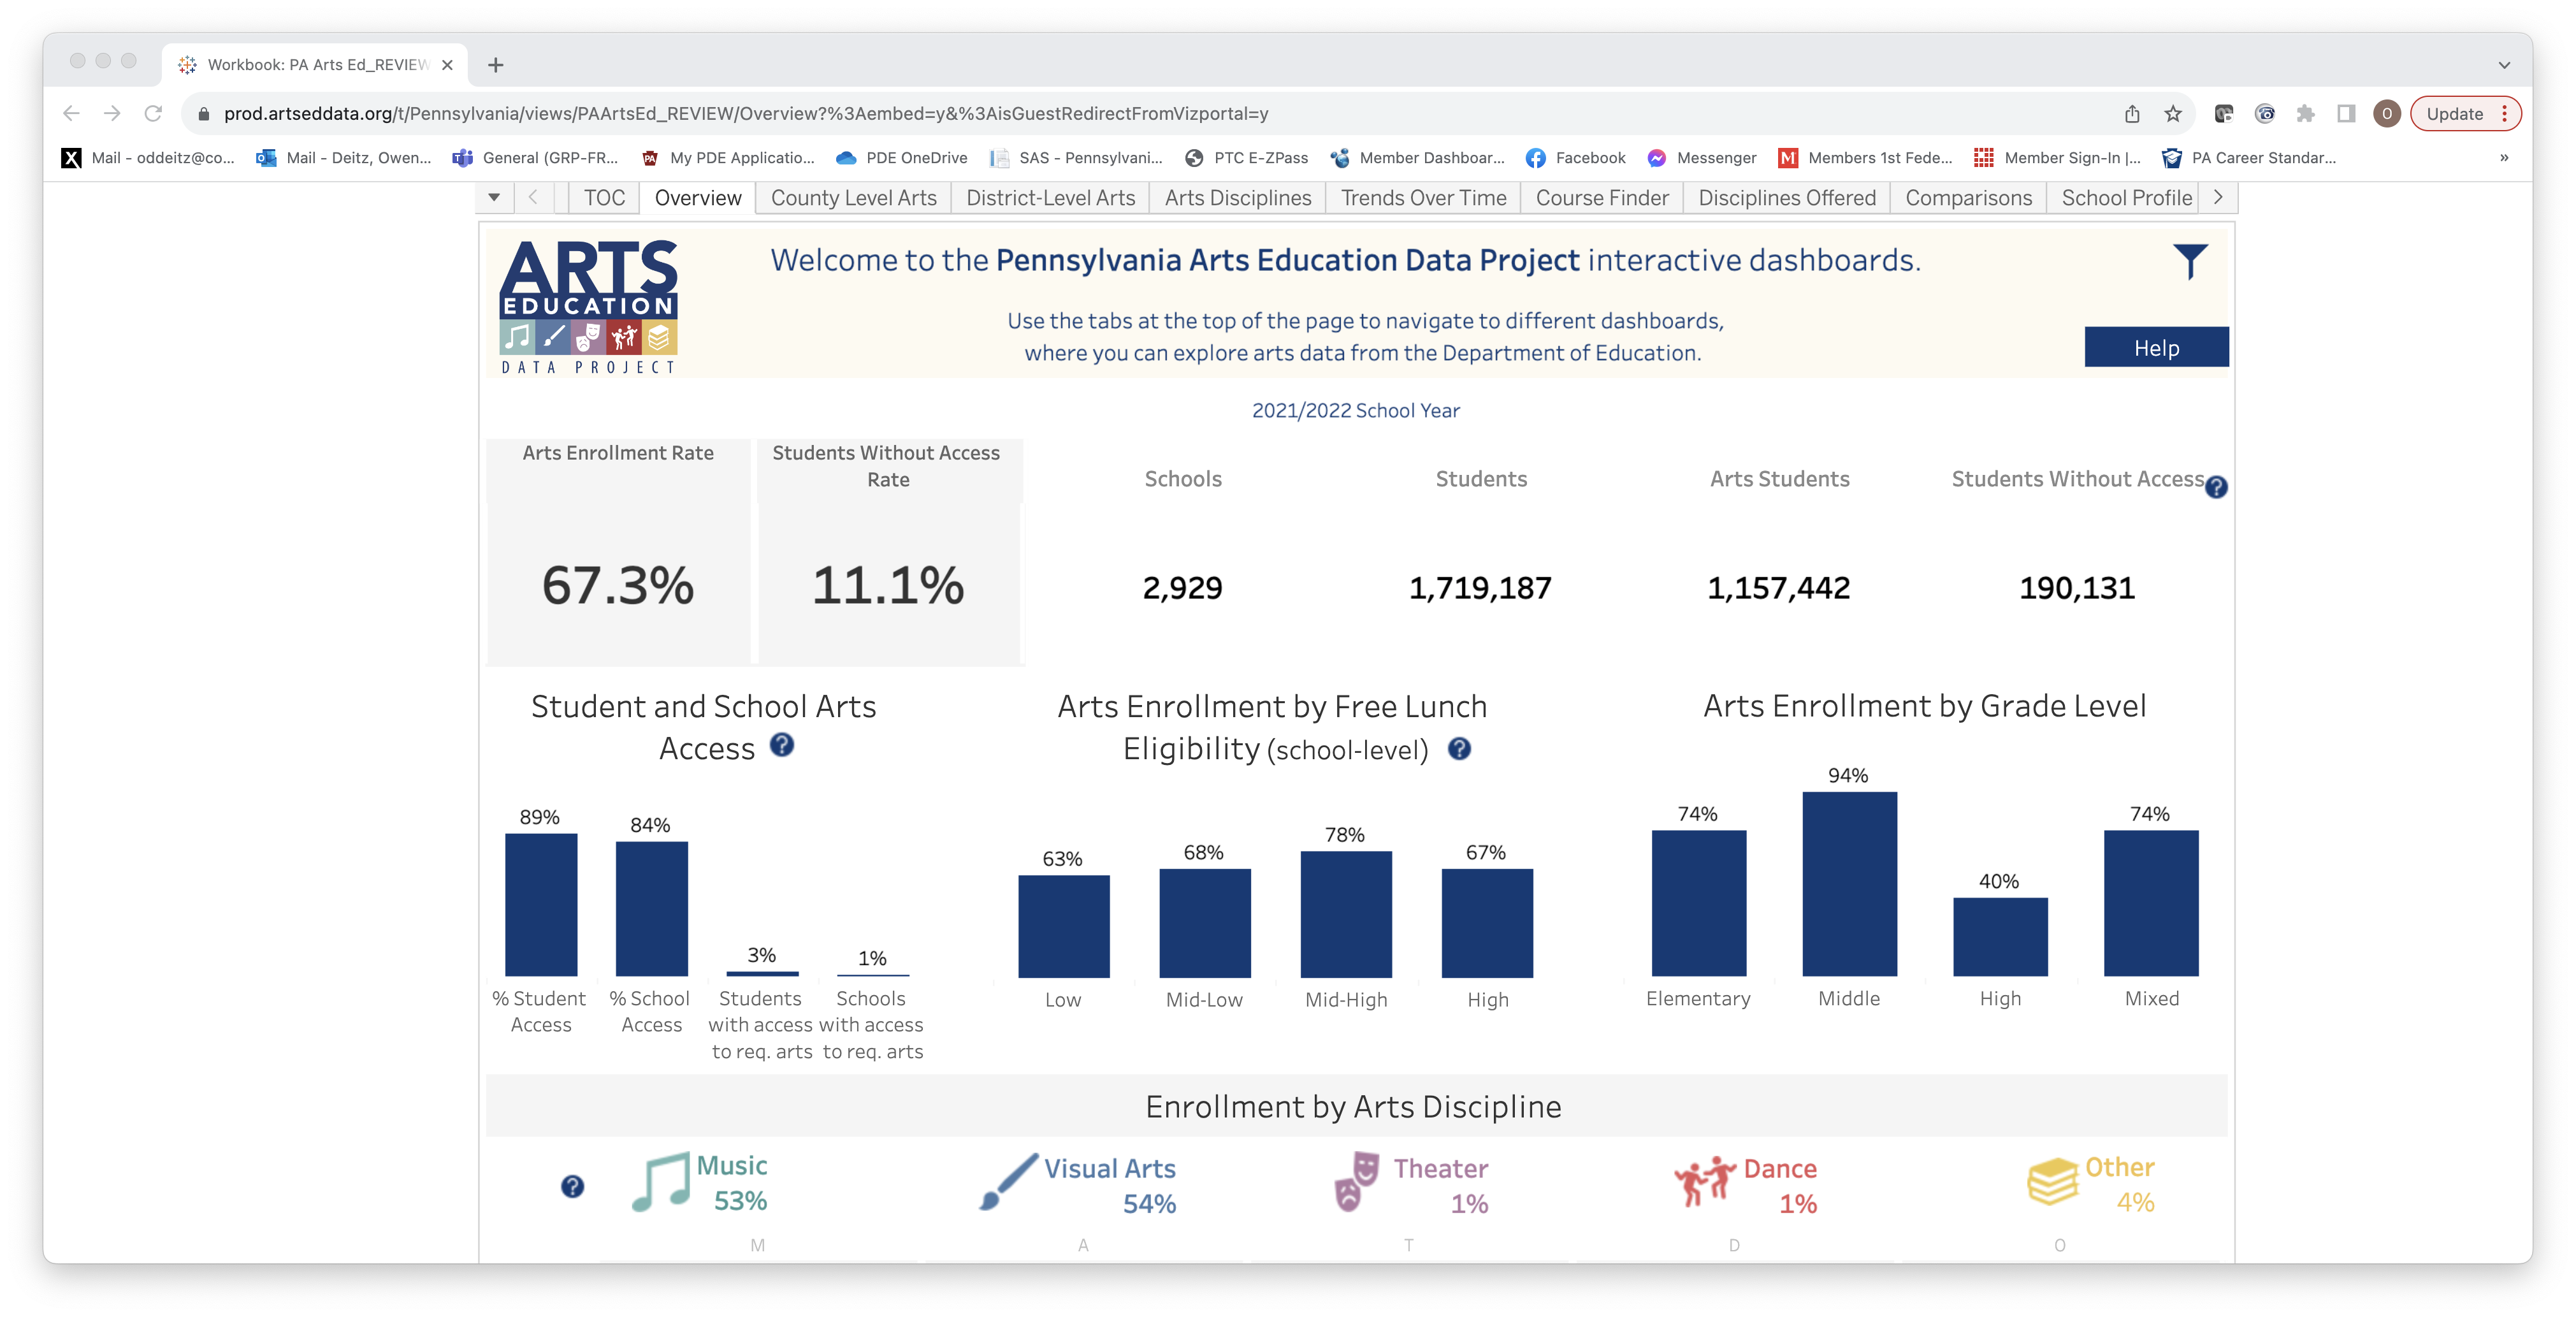 Workbook: PA Arts Ed_REVIEW
prod.artseddata.org/t/Pennsylvania/views/PAArtsEd_REVIEW/Overview?%3Aembed=y&%3AisGuestRedirectFromVizportal=y
O
Update
X Mail - oddeitz@co... Mail - Deitz, Owen... General (GRP-FR... My PDE Applicatio... PDE OneDrive SAS - Pennsylvani... PTC E-ZPass Member Dashboar... Facebook Messenger M Members 1st Fede... Member Sign-In |... PA Career Standar... »
TOC Overview County Level Arts District-Level Arts Arts Disciplines Trends Over Time Course Finder Disciplines Offered Comparisons School Profile
ARTS
EDUCATION
DATA PROJECT
Welcome to the Pennsylvania Arts Education Data Project interactive dashboards.
Use the tabs at the top of the page to navigate to different dashboards,
where you can explore arts data from the Department of Education.
Help
2021/2022 School Year
Arts Enrollment Rate
67.3%
Students Without Access
Rate
11.1%
Schools
2,929
Students
1,719,187
Arts Students
1,157,442
Students Without Access ?
190,131
Student and School Arts
Access ?
89% 84% 3% 1%
% Student % School Students Schools
Access Access with access with access
to req. arts to req. arts
Arts Enrollment by Free Lunch
Eligibility (school-level) ?
63% 68% 78% 67%
Low Mid-Low Mid-High High
Arts Enrollment by Grade Level
74% 94% 40% 74%
Elementary Middle High Mixed
Enrollment by Arts Discipline
?
Music
53%
Visual Arts
54%
Theater
1%
Dance
1%
Other
4%
M A T D O